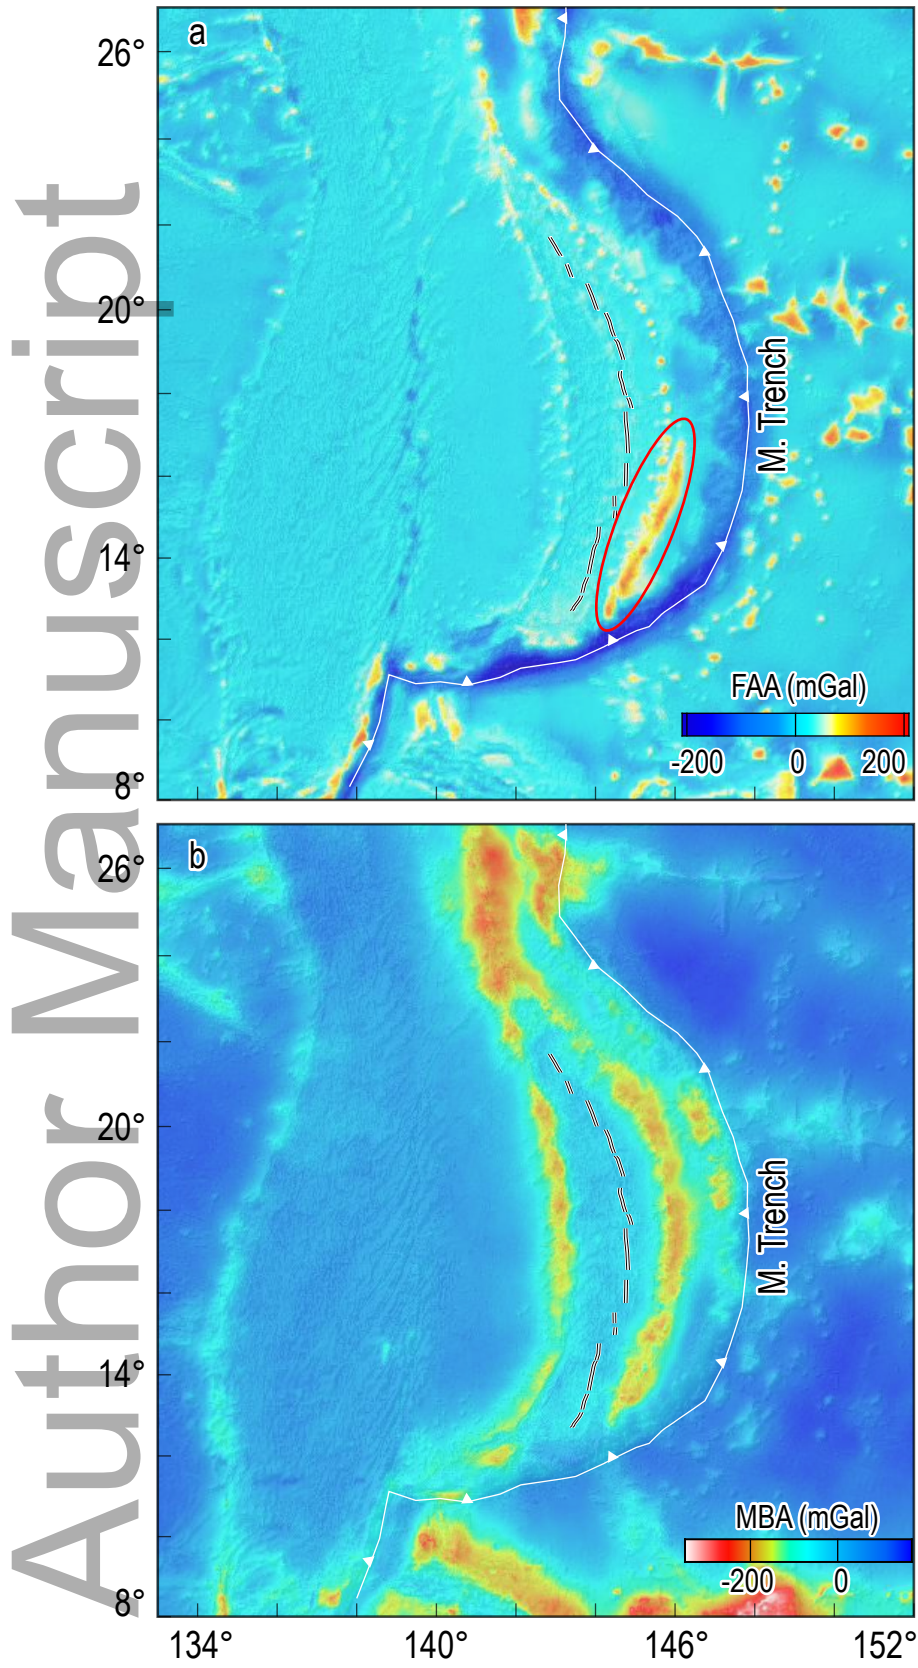 Author Manuscript
a
26°
20°
14°
8°
M. Trench
FAA (mGal)
-200 0 200
b
26°
20°
14°
8°
M. Trench
MBA (mGal)
-200 0
134° 140° 146° 152°